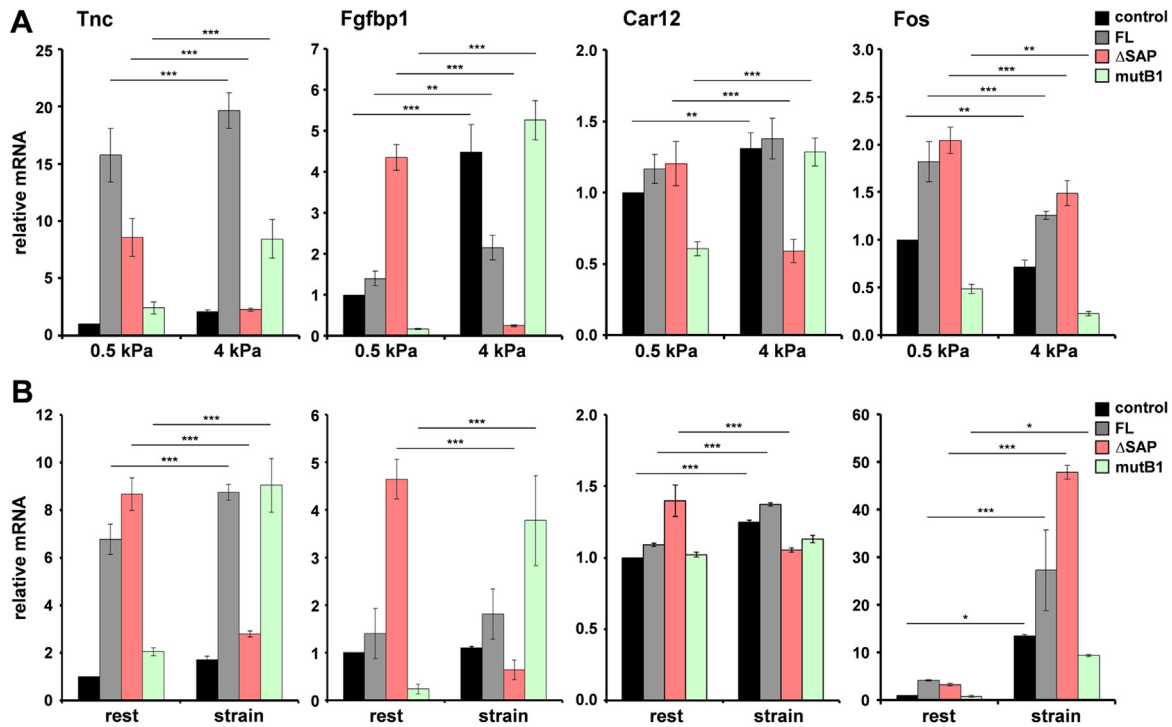 A
Tnc
Fgfbp1
Car12
Fos
control
FL
ΔSAP
mutB1
relative mRNA
25
20
15
10
5
0
***
***
***
0.5 kPa
4 kPa
7
6
5
4
3
2
1
0
***
***
**
***
0.5 kPa
4 kPa
2.0
1.5
1.0
0.5
0.0
***
***
**
0.5 kPa
4 kPa
3.0
2.5
2.0
1.5
1.0
0.5
0.0
**
***
***
**
0.5 kPa
4 kPa
B
control
FL
ΔSAP
mutB1
relative mRNA
12
10
8
6
4
2
0
***
***
***
rest
strain
6
5
4
3
2
1
0
***
***
rest
strain
2.0
1.5
1.0
0.5
0.0
***
***
***
rest
strain
60
50
40
30
20
10
0
*
***
***
*
rest
strain